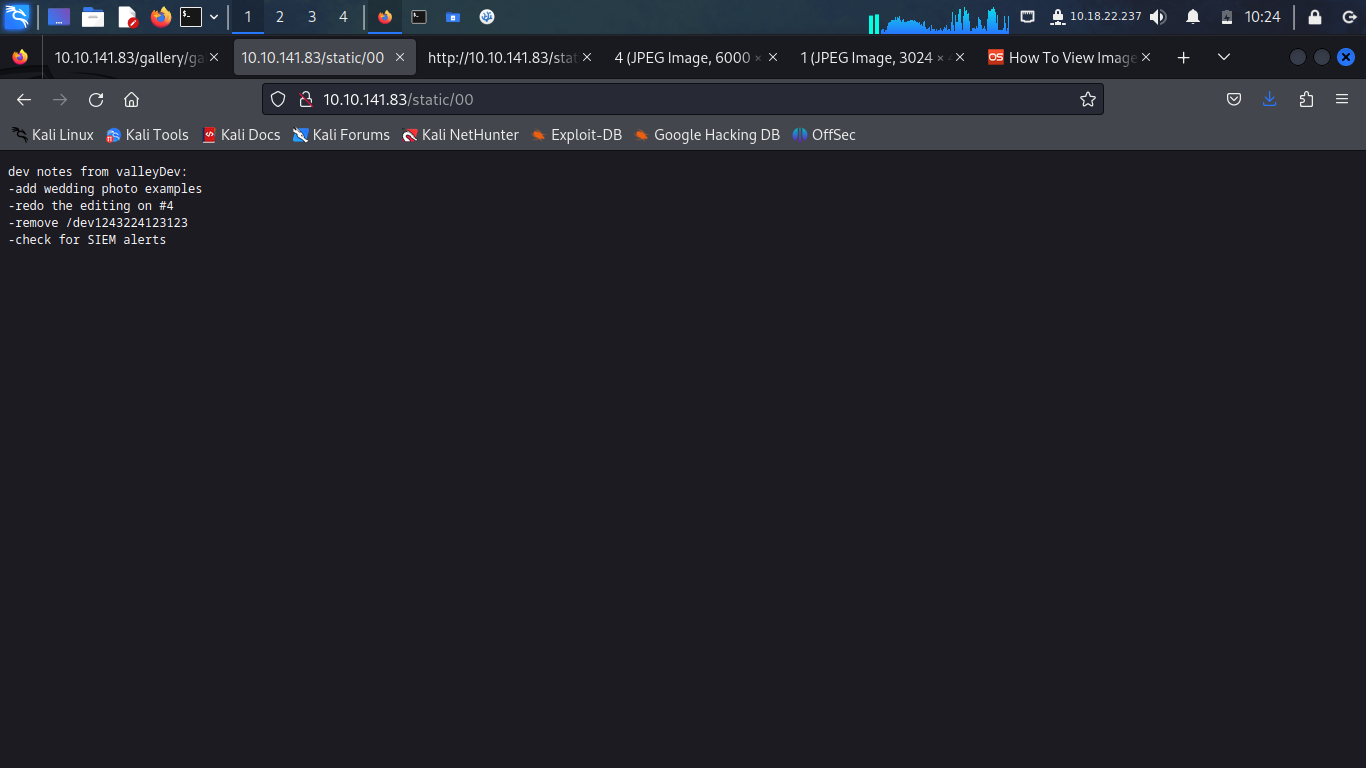 1 2 3 4 10.18.22.237 10:24
10.10.141.83/gallery/ga 10.10.141.83/static/00 http://10.10.141.83/stat 4 (JPEG Image, 6000 × 1 (JPEG Image, 3024 × How To View Image
10.10.141.83/static/00
Kali Linux Kali Tools Kali Docs Kali Forums Kali NetHunter Exploit-DB Google Hacking DB OffSec
dev notes from valleyDev:
-add wedding photo examples
-redo the editing on #4
-remove /dev1243224123123
-check for SIEM alerts